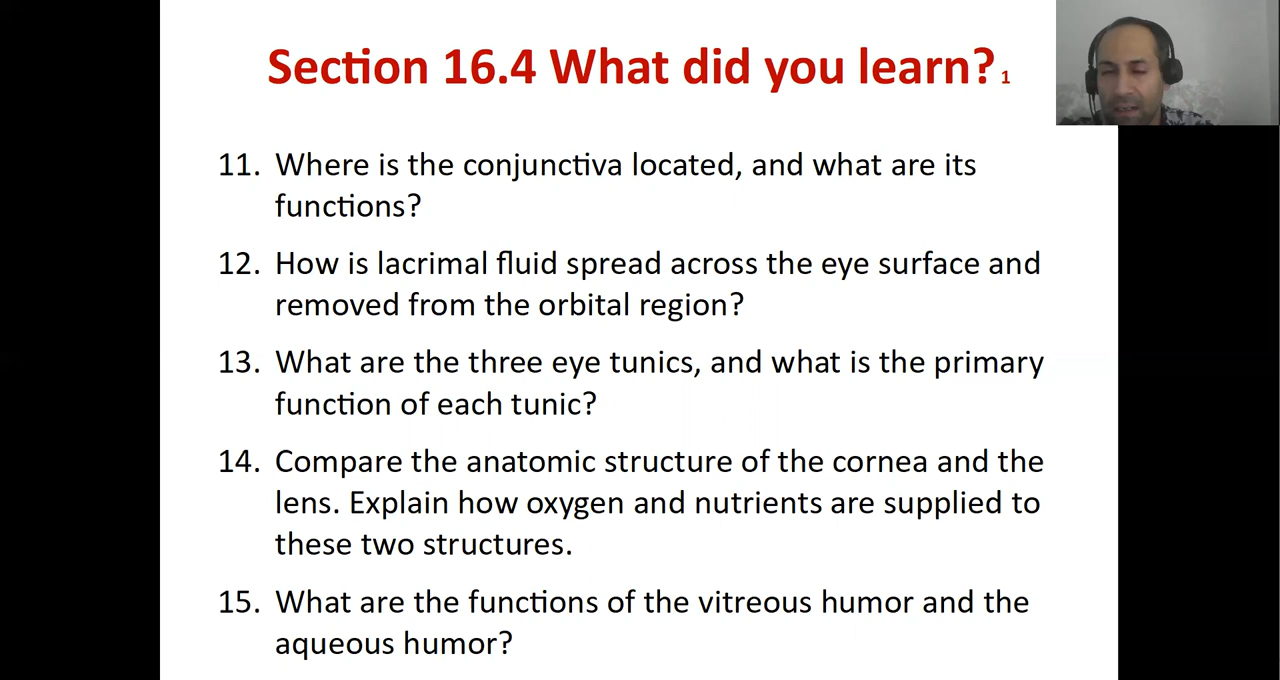 Section 16.4 What did you learn? 1
11. Where is the conjunctiva located, and what are its
functions?
12. How is lacrimal fluid spread across the eye surface and
removed from the orbital region?
13. What are the three eye tunics, and what is the primary
function of each tunic?
14. Compare the anatomic structure of the cornea and the
lens. Explain how oxygen and nutrients are supplied to
these two structures.
15. What are the functions of the vitreous humor and the
aqueous humor?